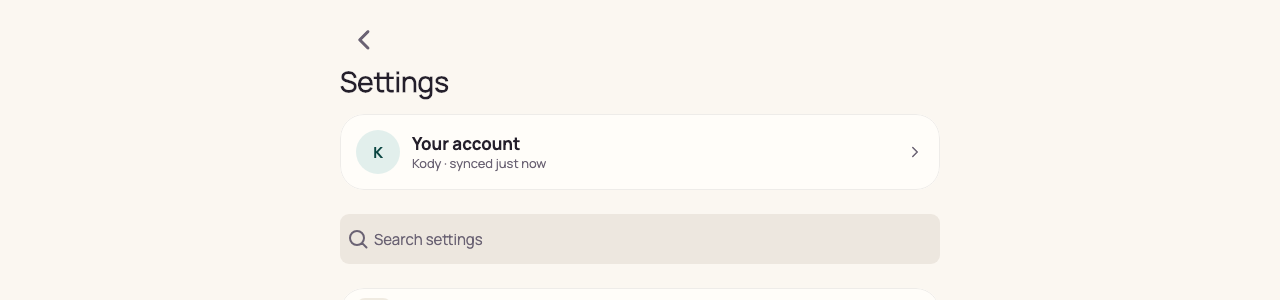 Settings
K
Your account
Kody · synced just now
Search settings